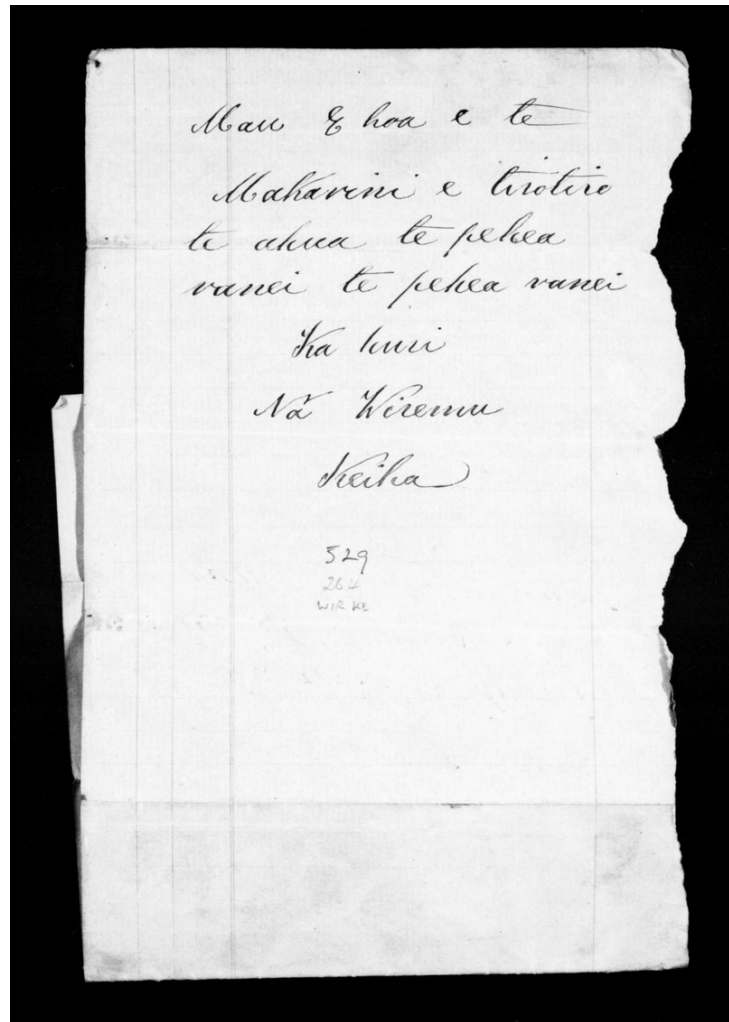 Mau E hoa e te
Makarini e tirotiro
te ahua te pehea
ranei te pehea ranei
Ka huri
Na Wiremu
Keiha
529
264
WIR KE